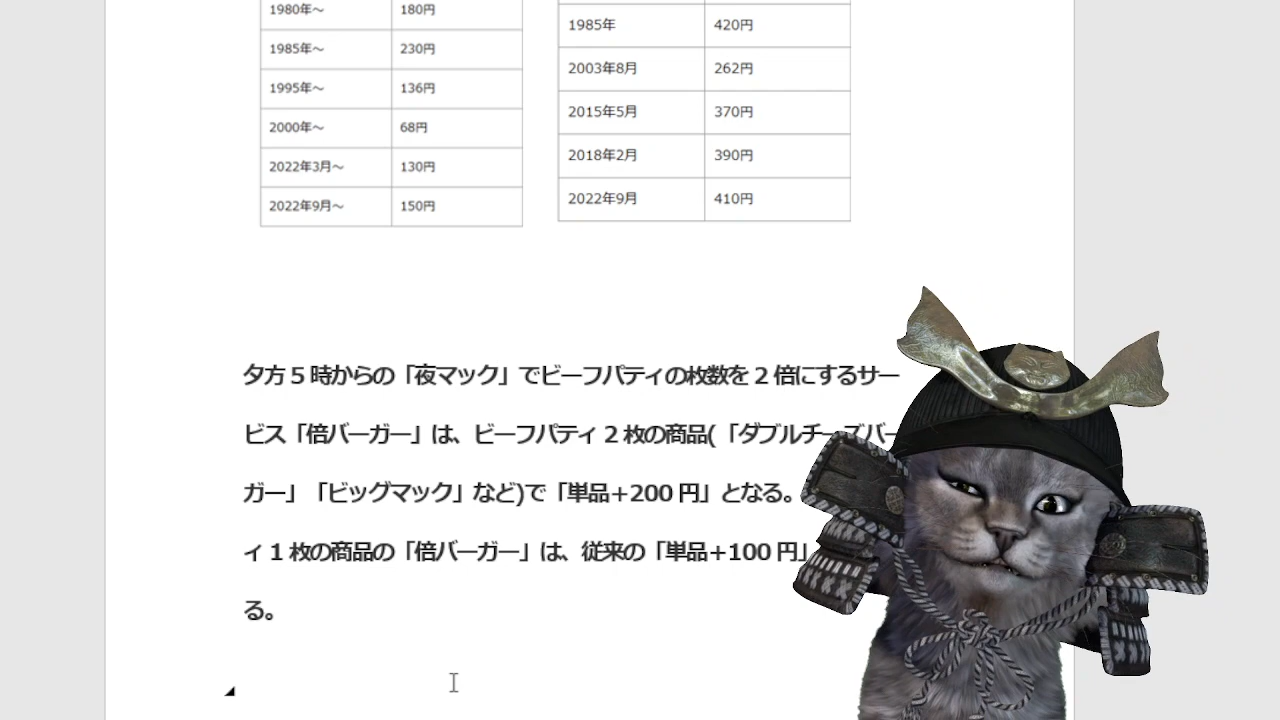 1980年～ 180円
1985年～ 230円
1995年～ 136円
2000年～ 68円
2022年3月～ 130円
2022年9月～ 150円
1985年 420円
2003年8月 262円
2015年5月 370円
2018年2月 390円
2022年9月 410円
夕方５時からの「夜マック」でビーフパティの枚数を２倍にするサー
ビス「倍バーガー」は、ビーフパティ２枚の商品(「ダブルチーズバー
ガー」「ビッグマック」など)で「単品＋200 円」となる。
ィ１枚の商品の「倍バーガー」は、従来の「単品＋100 円」
る。